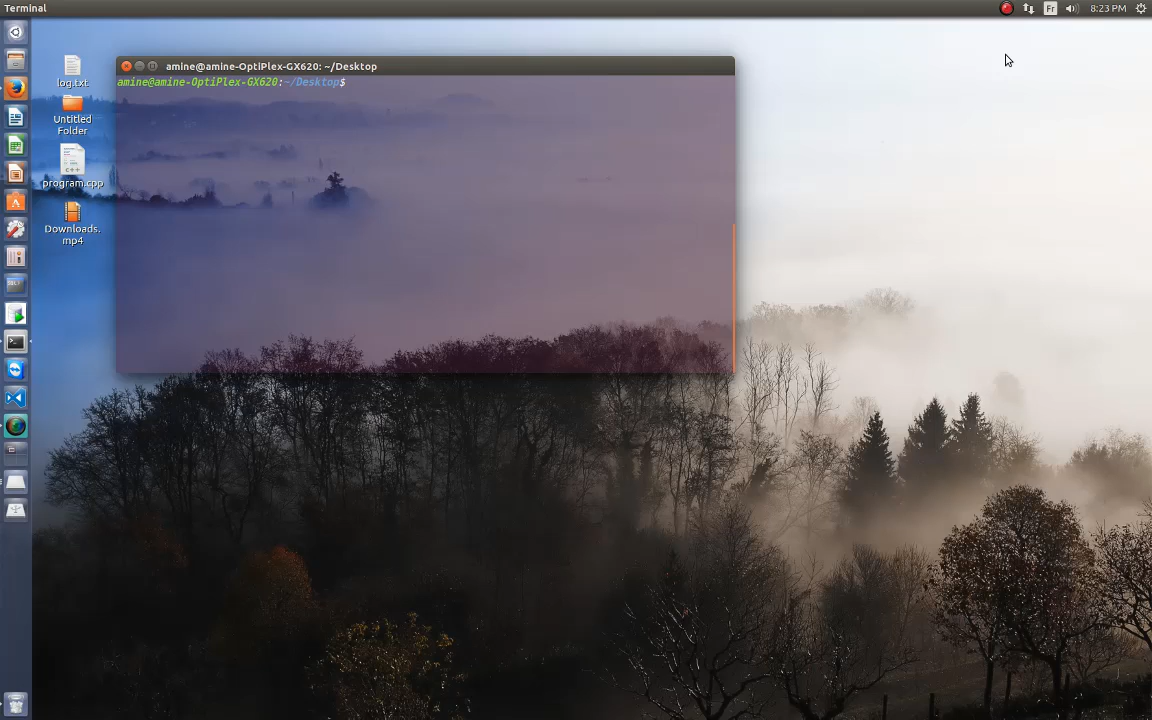 Terminal
Fr
8:23 PM
amine@amine-OptiPlex-GX620: ~/Desktop
amine@amine-OptiPlex-GX620:~/Desktop$
log.txt
Untitled
Folder
C++
program.cpp
Downloads.
mp4